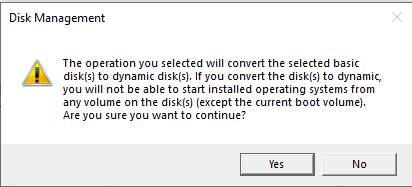 Disk Management
The operation you selected will convert the selected basic
disk(s) to dynamic disk(s). If you convert the disk(s) to dynamic,
you will not be able to start installed operating systems from
any volume on the disk(s) (except the current boot volume).
Are you sure you want to continue?
Yes
No